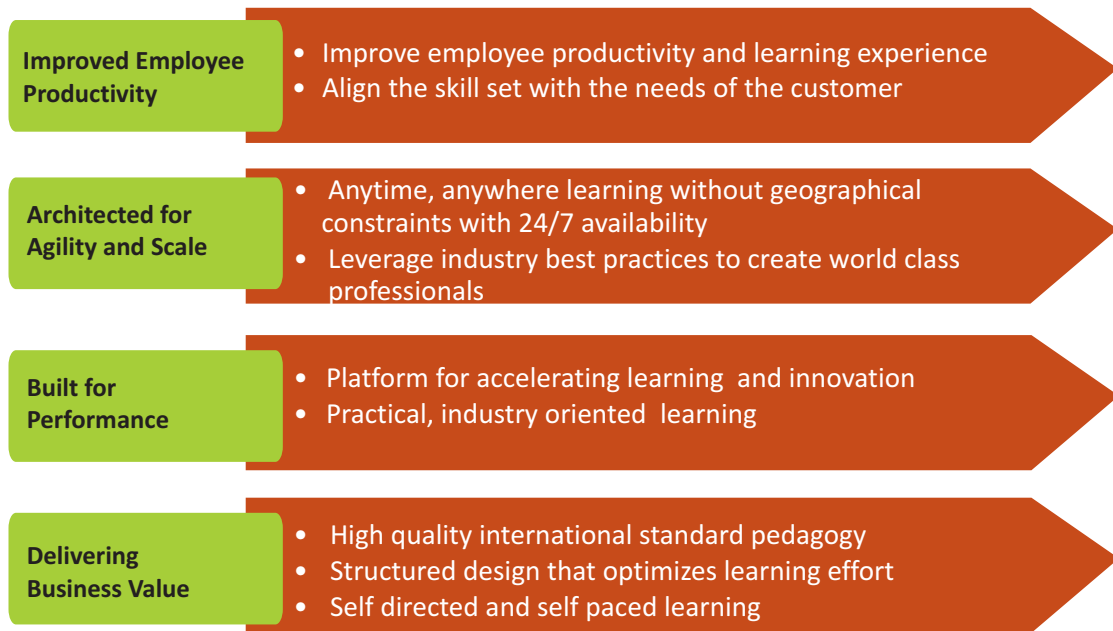 Improved Employee
Productivity
• Improve employee productivity and learning experience
• Align the skill set with the needs of the customer
Architected for
Agility and Scale
• Anytime, anywhere learning without geographical
constraints with 24/7 availability
• Leverage industry best practices to create world class
professionals
Built for
Performance
• Platform for accelerating learning and innovation
• Practical, industry oriented learning
Delivering
Business Value
• High quality international standard pedagogy
• Structured design that optimizes learning effort
• Self directed and self paced learning